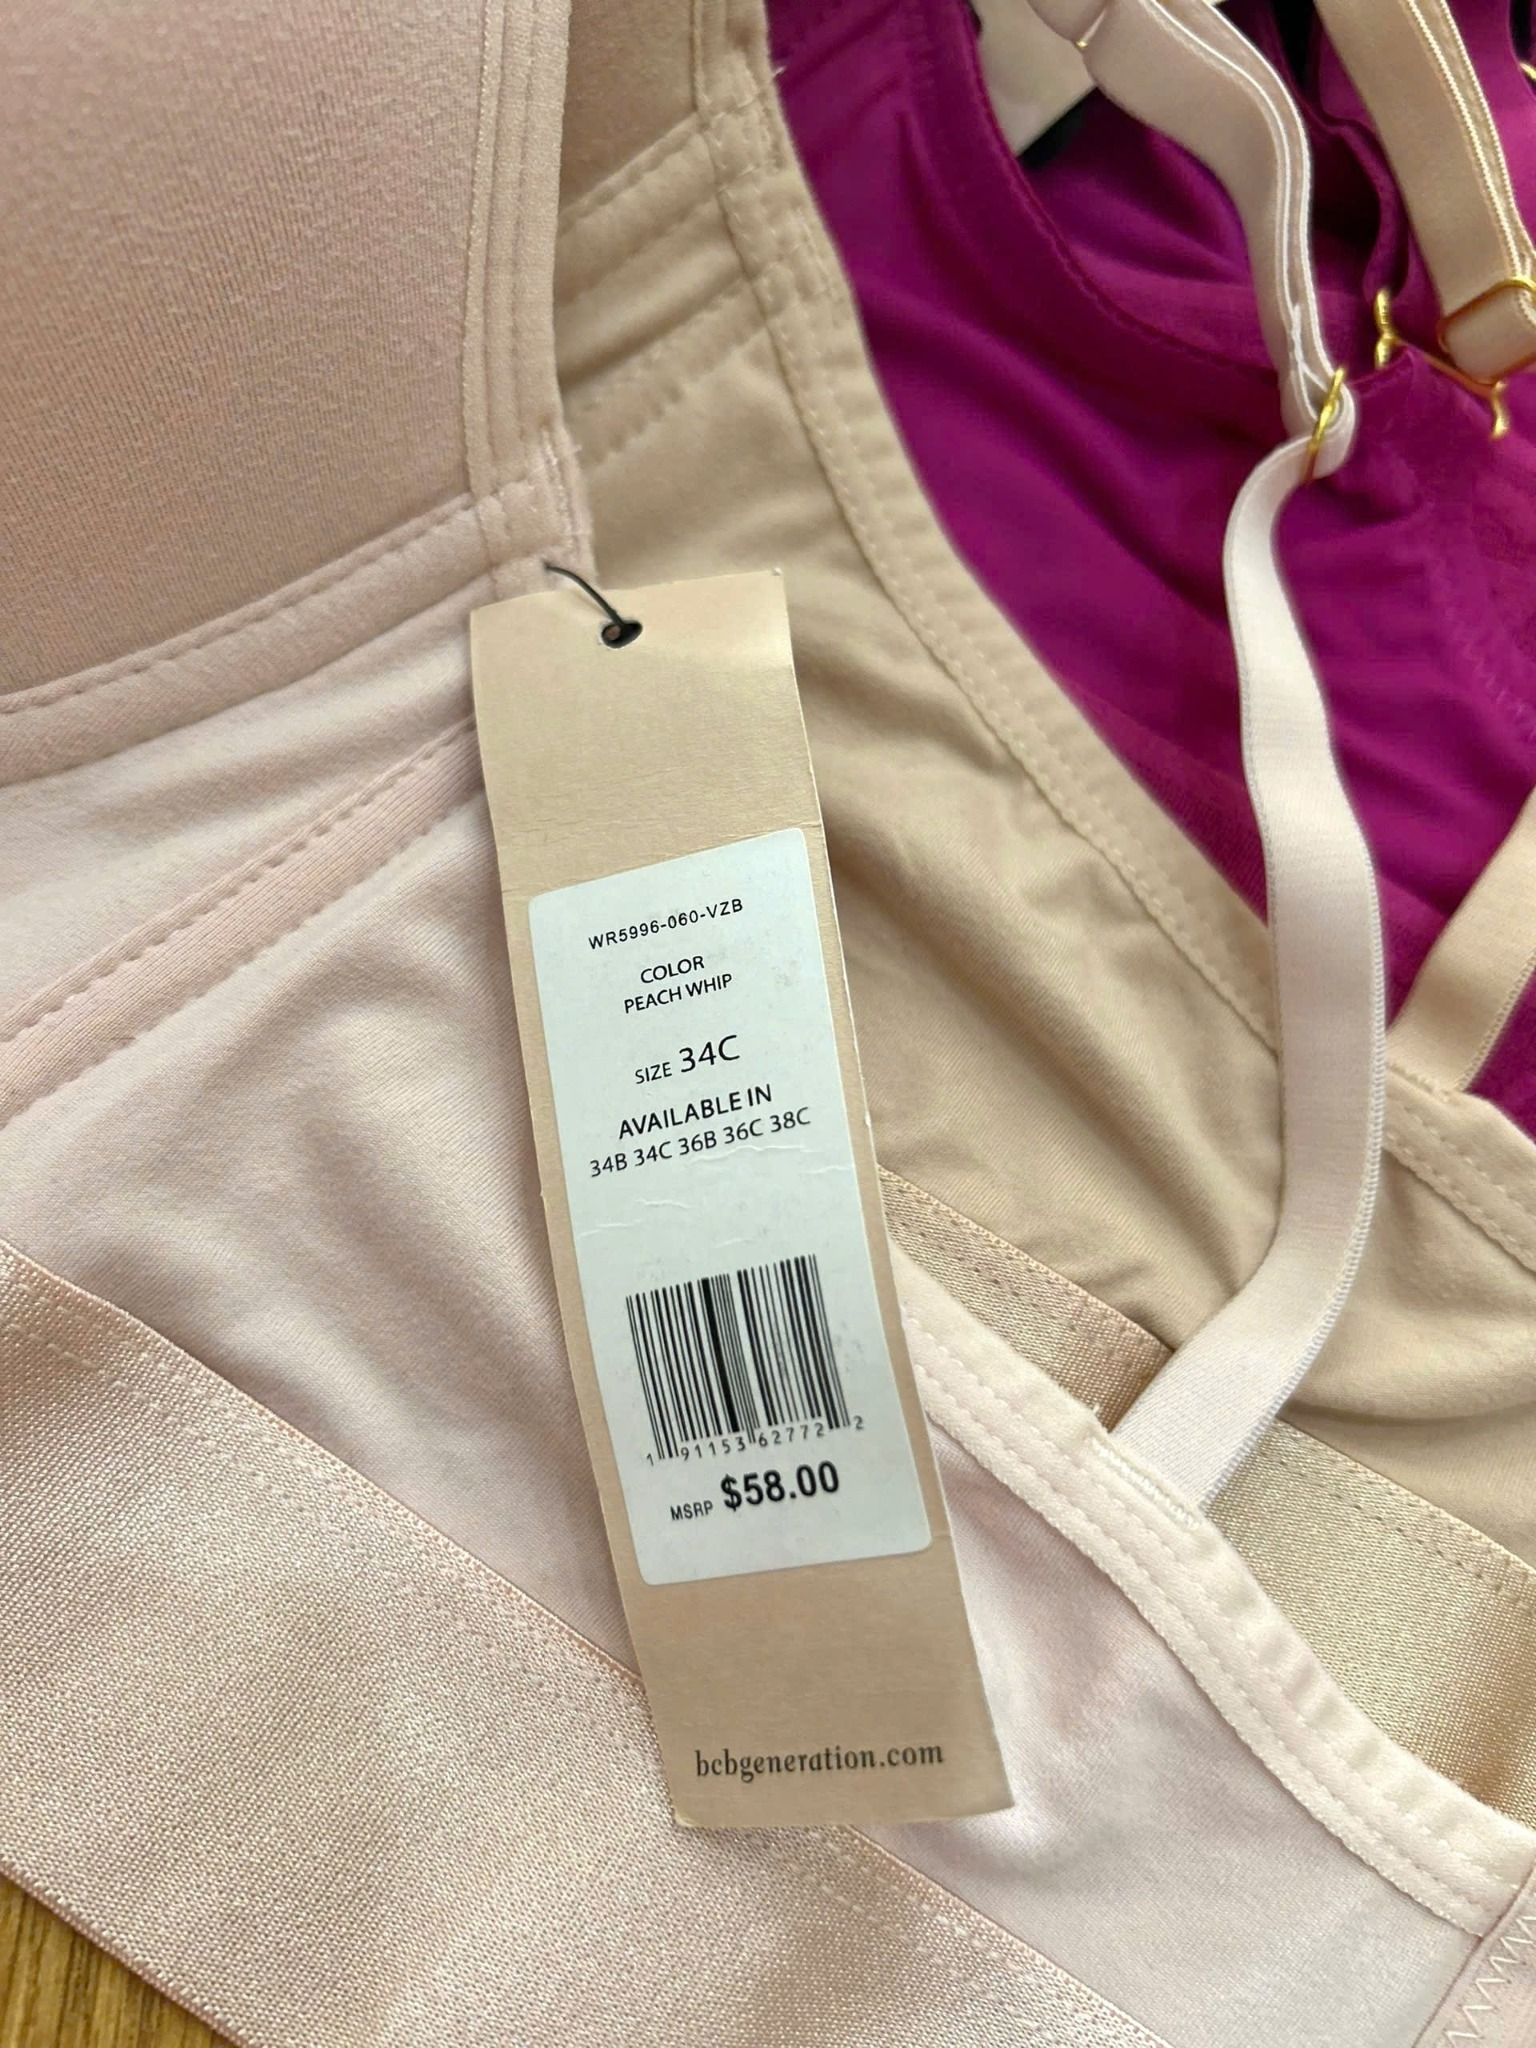 WR5996-060-VZB
COLOR
PEACH WHIP
SIZE 34C
AVAILABLE IN
34B 34C 36B 36C 38C
1 91153 62772 2
MSRP $58.00
bcbgeneration.com